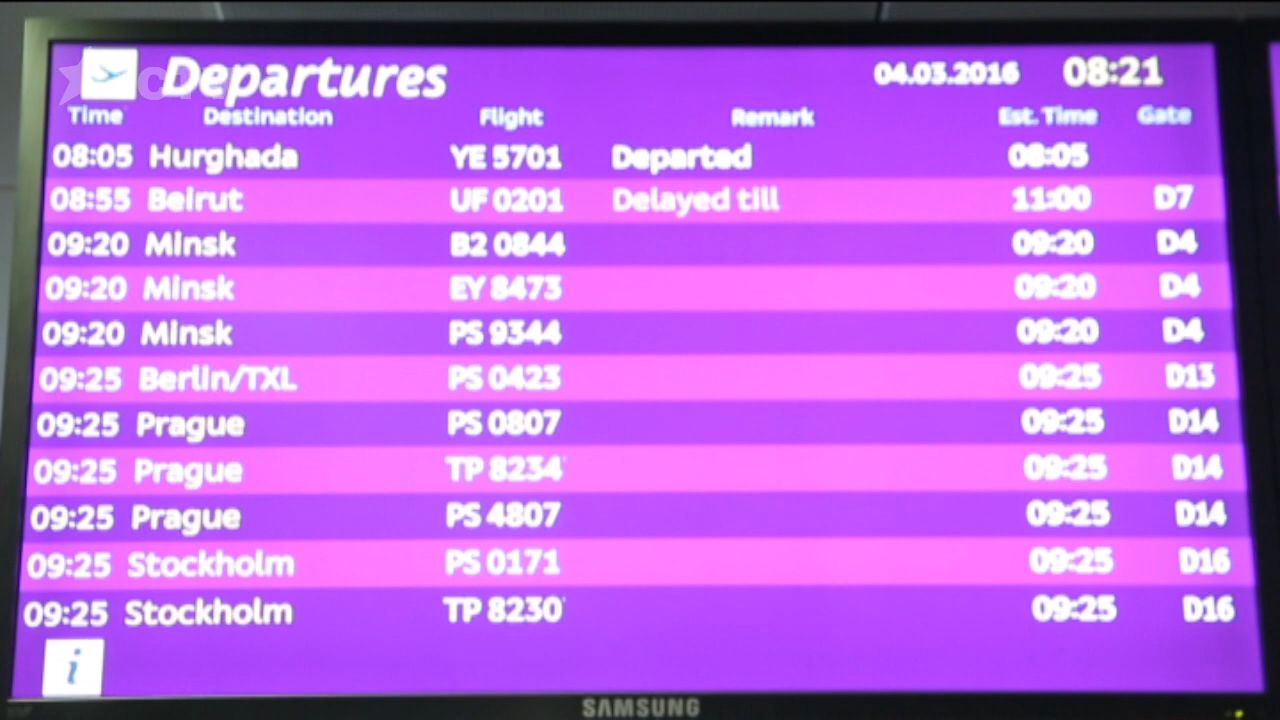 Departures 04.03.2016 08:21
Time Destination Flight Remark Est. Time Gate
08:05 Hurghada YE 5701 Departed 08:05
08:55 Beirut UF 0201 Delayed till 11:00 D7
09:20 Minsk B2 0844 09:20 D4
09:20 Minsk EY 8473 09:20 D4
09:20 Minsk PS 9344 09:20 D4
09:25 Berlin/TXL PS 0423 09:25 D13
09:25 Prague PS 0807 09:25 D14
09:25 Prague TP 8234 09:25 D14
09:25 Prague PS 4807 09:25 D14
09:25 Stockholm PS 0171 09:25 D16
09:25 Stockholm TP 8230 09:25 D16
i
SAMSUNG